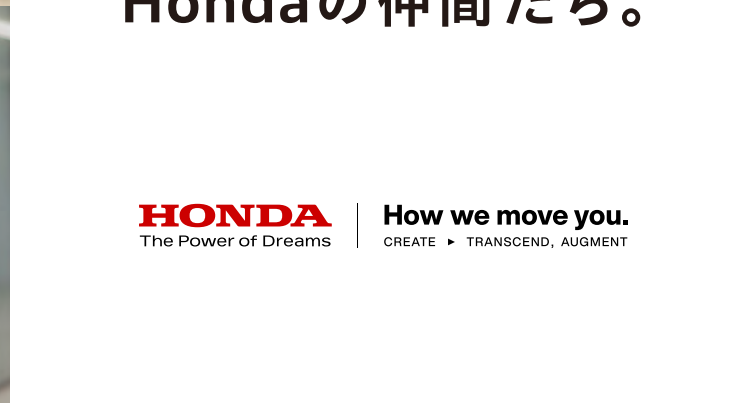 Hondaの仲間たち。
HONDA
The Power of Dreams
How we move you.
CREATE ▶ TRANSCEND, AUGMENT